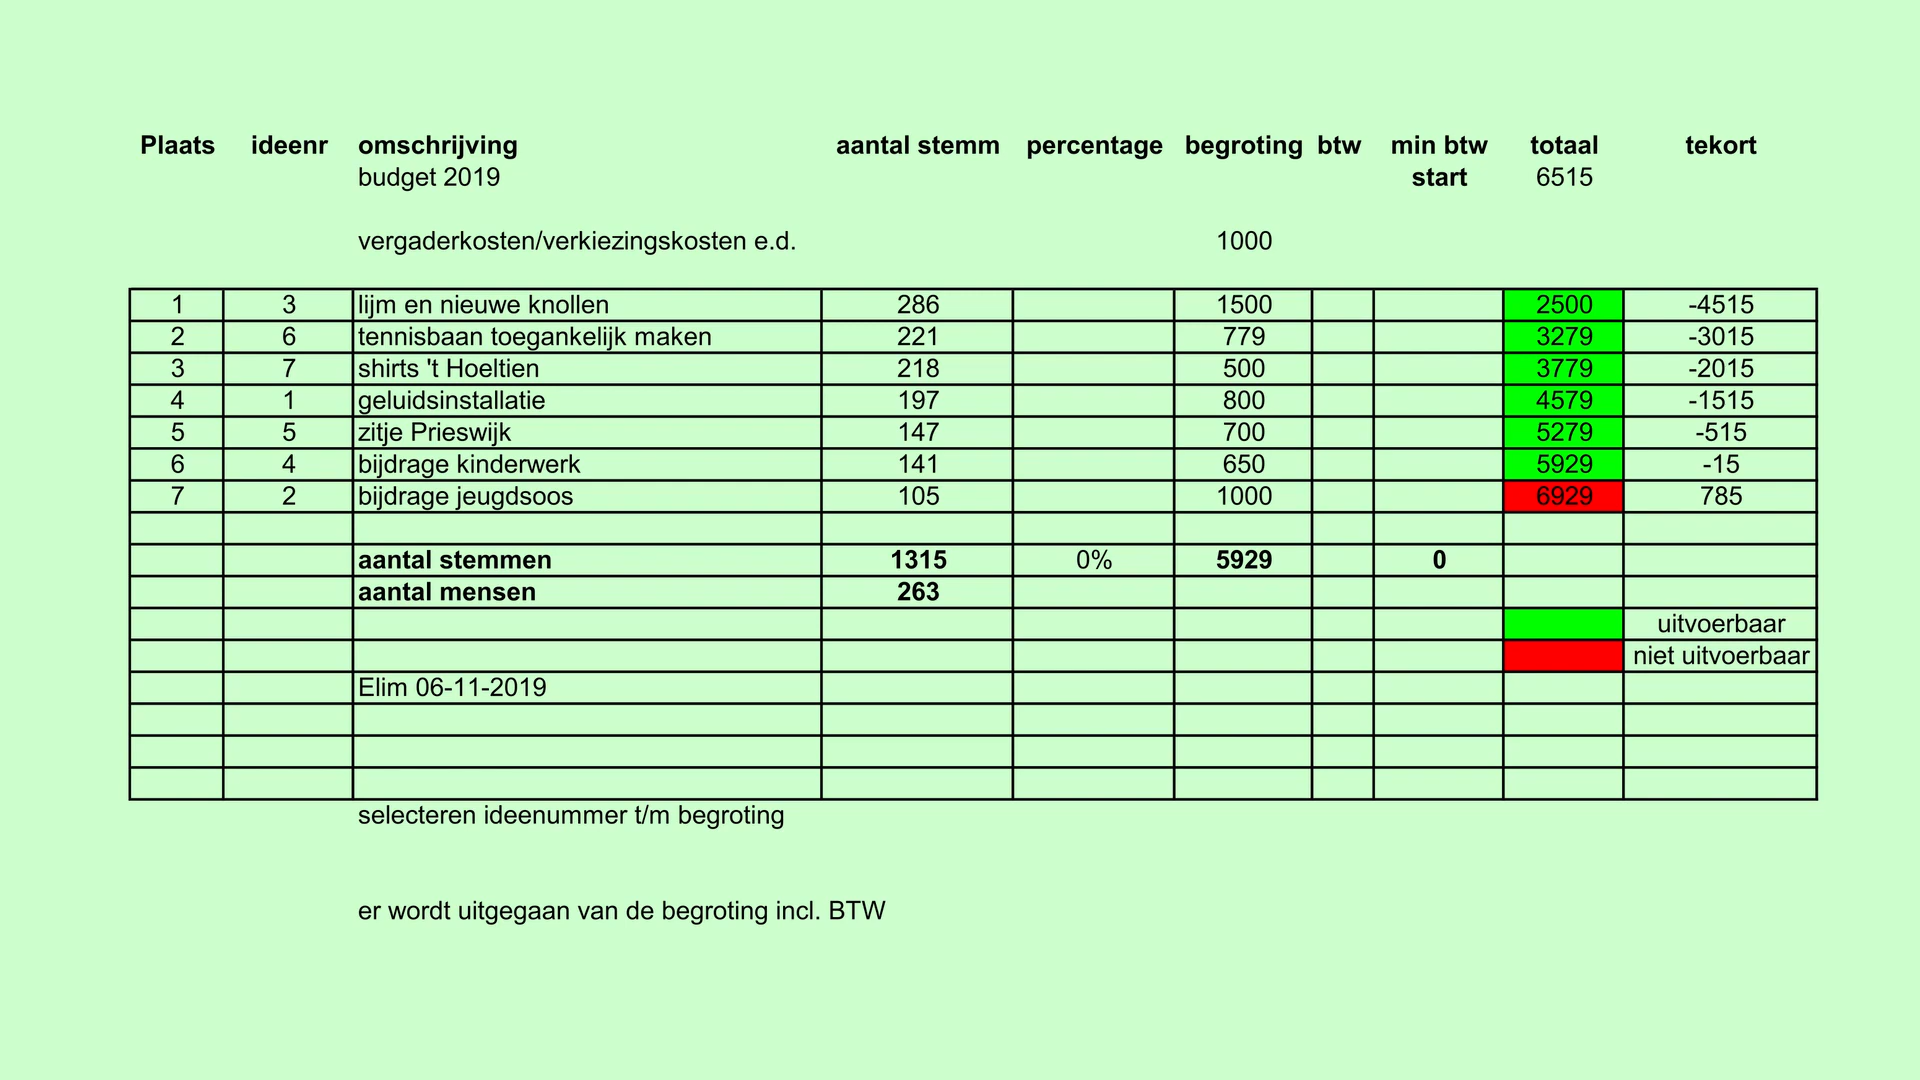 Plaats ideenr omschrijving aantal stemm percentage begroting btw min btw totaal tekort
budget 2019 start 6515
vergaderkosten/verkiezingskosten e.d. 1000
1 3 lijm en nieuwe knollen 286 1500 2500 -4515
2 6 tennisbaan toegankelijk maken 221 779 3279 -3015
3 7 shirts 't Hoeltien 218 500 3779 -2015
4 1 geluidsinstallatie 197 800 4579 -1515
5 5 zitje Prieswijk 147 700 5279 -515
6 4 bijdrage kinderwerk 141 650 5929 -15
7 2 bijdrage jeugdsoos 105 1000 6929 785
aantal stemmen 1315 0% 5929 0
aantal mensen 263
uitvoerbaar
niet uitvoerbaar
Elim 06-11-2019
selecteren ideenummer t/m begroting
er wordt uitgegaan van de begroting incl. BTW